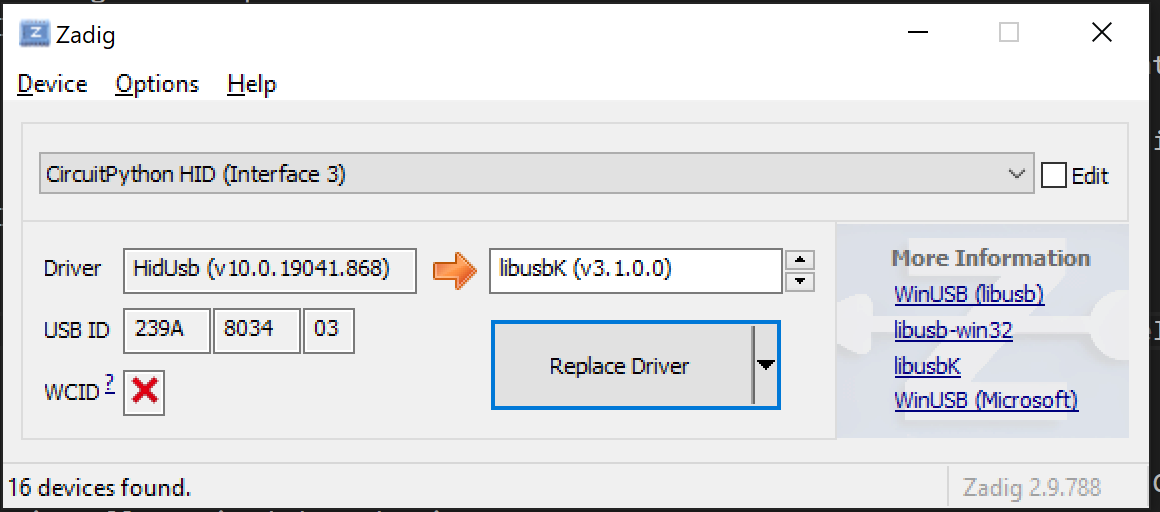 Zadig
Device Options Help
CircuitPython HID (Interface 3)
Edit
Driver HidUsb (v10.0.19041.868) libusbK (v3.1.0.0)
USB ID 239A 8034 03
WCID ?
Replace Driver
More Information
WinUSB (libusb)
libusb-win32
libusbK
WinUSB (Microsoft)
16 devices found.
Zadig 2.9.788